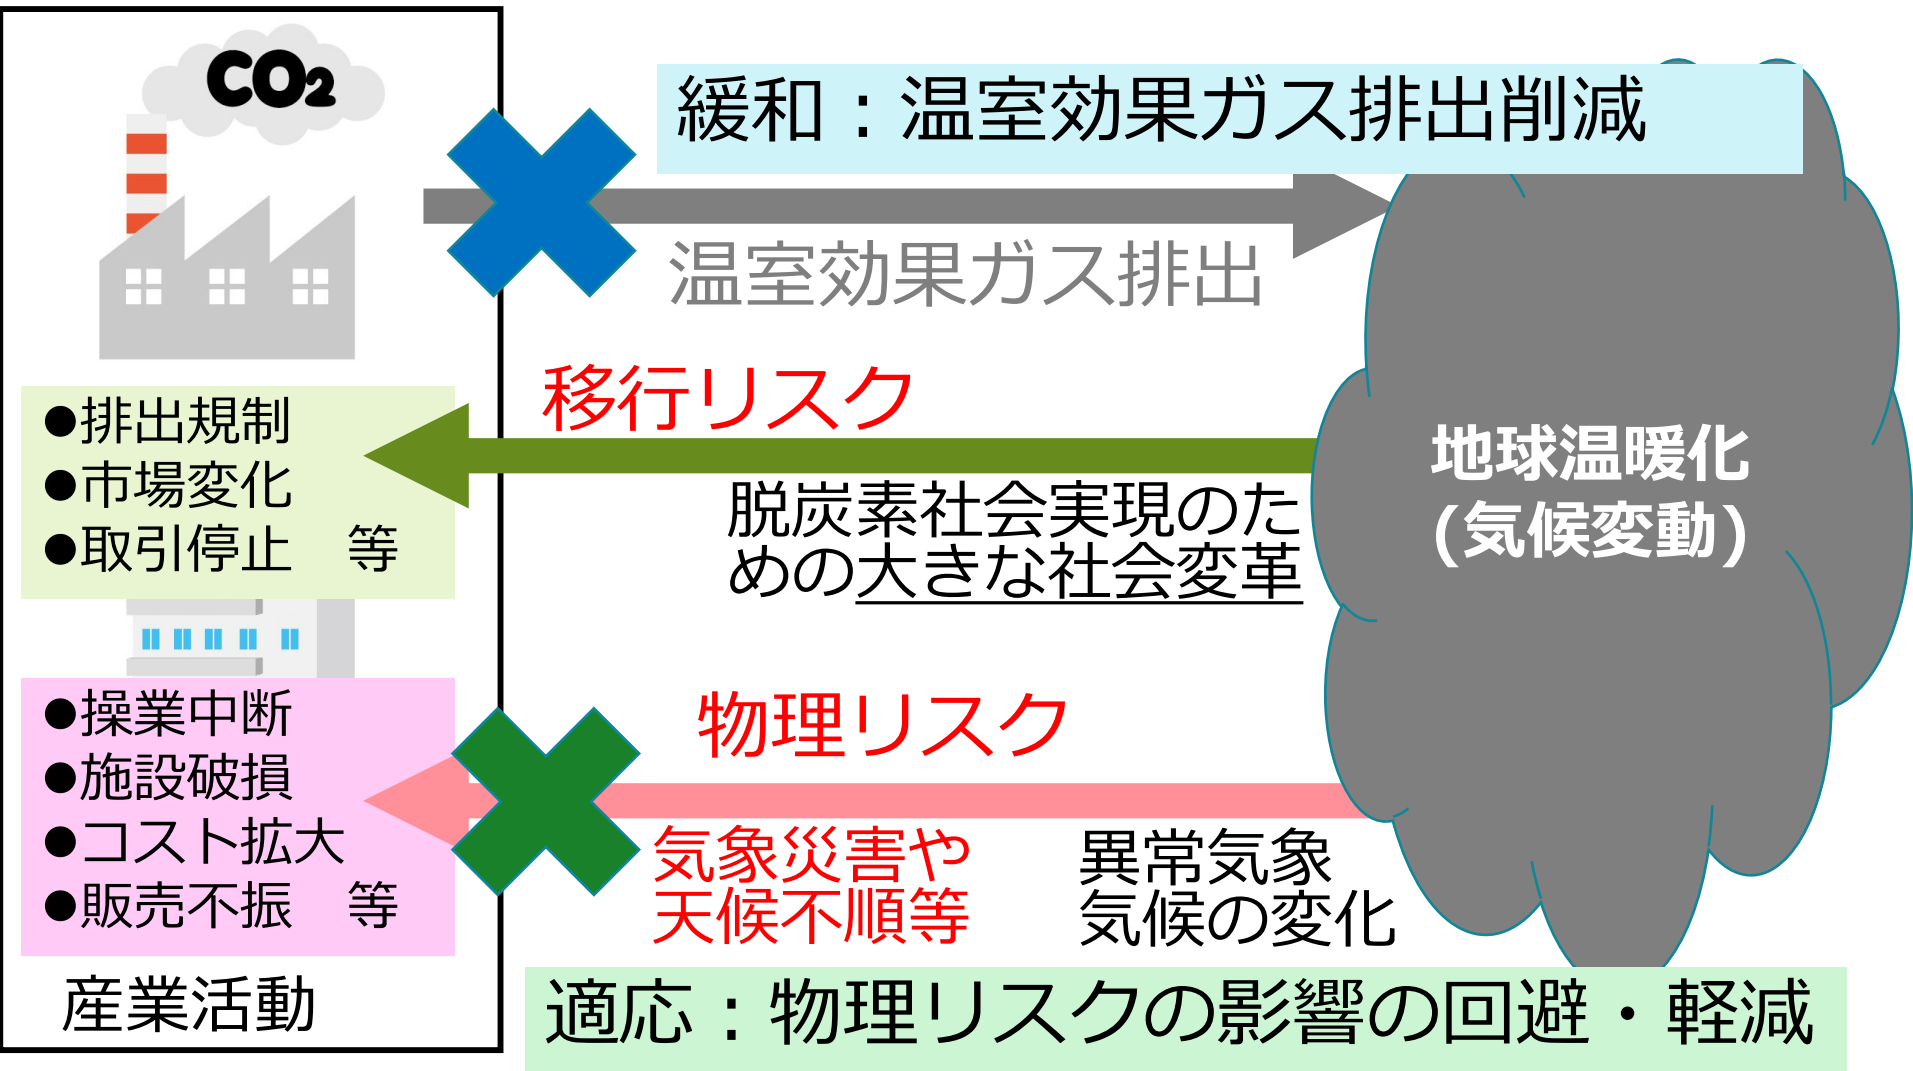 CO2
緩和：温室効果ガス排出削減
温室効果ガス排出
移行リスク
●排出規制
●市場変化
●取引停止　等
脱炭素社会実現のた
めの大きな社会変革
地球温暖化
(気候変動)
物理リスク
●操業中断
●施設破損
●コスト拡大
●販売不振　等
気象災害や
天候不順等
異常気象
気候の変化
産業活動
適応：物理リスクの影響の回避・軽減